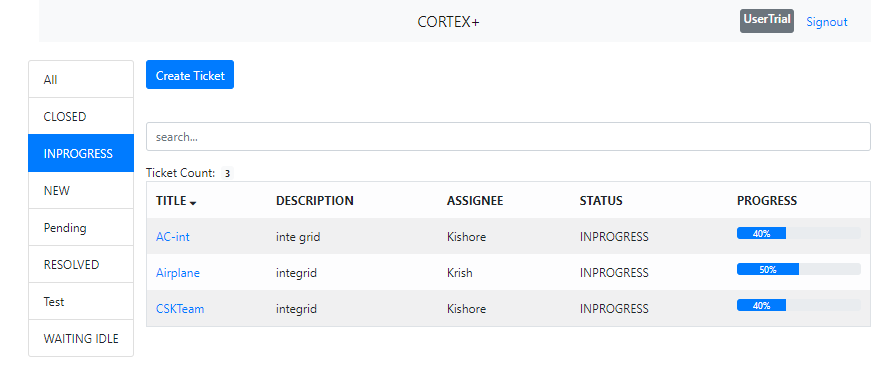 CORTEX+
UserTrial
Signout
All
CLOSED
INPROGRESS
NEW
Pending
RESOLVED
Test
WAITING IDLE
Create Ticket
search...
Ticket Count: 3
TITLE DESCRIPTION ASSIGNEE STATUS PROGRESS
AC-int inte grid Kishore INPROGRESS 40%
Airplane integrid Krish INPROGRESS 50%
CSKTeam integrid Kishore INPROGRESS 40%